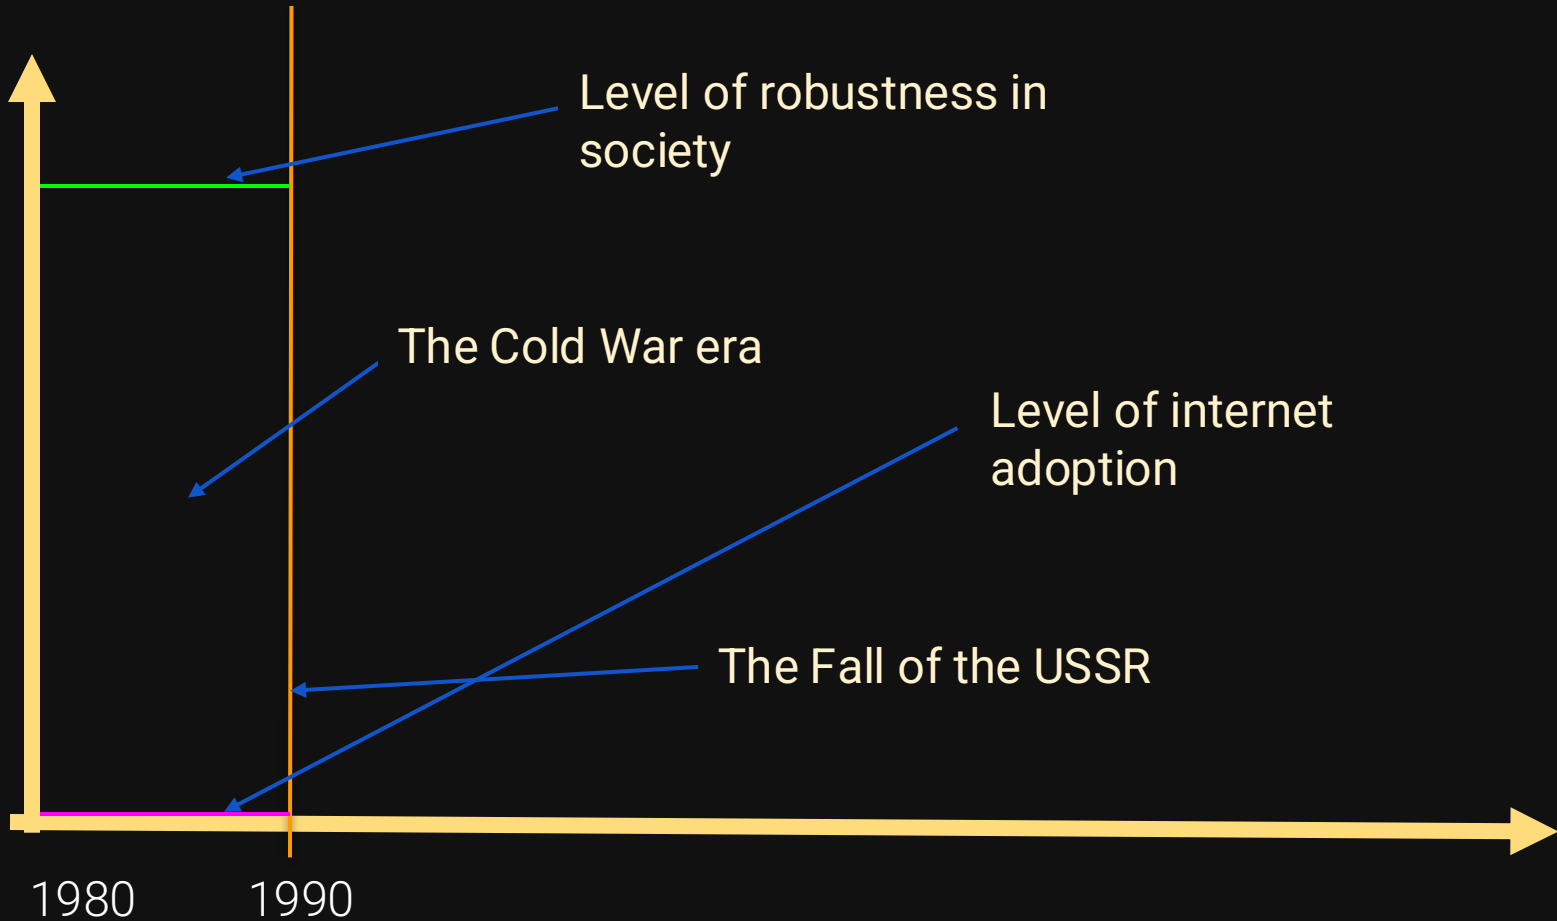 Level of robustness in
society
The Cold War era
Level of internet
adoption
The Fall of the USSR
1980
1990